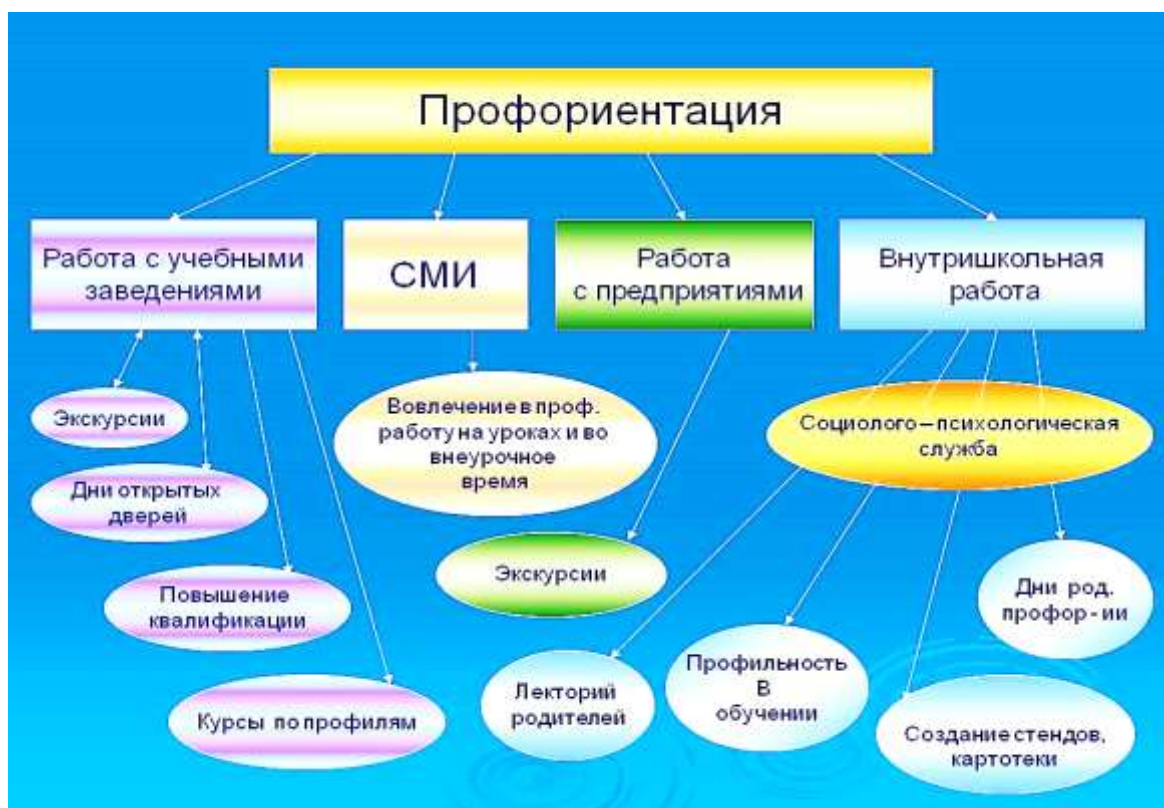 Профориентация
Работа с учебными
заведениями
СМИ
Работа
с предприятиями
Внутришкольная
работа
Экскурсии
Дни открытых
дверей
Повышение
квалификации
Курсы по профилям
Вовлечение в проф.
работу на уроках и во
внеурочное
время
Экскурсии
Социолого – психологическая
служба
Лекторий
родителей
Профильность
В
обучении
Создание стендов,
картотеки
Дни род.
профор - ии